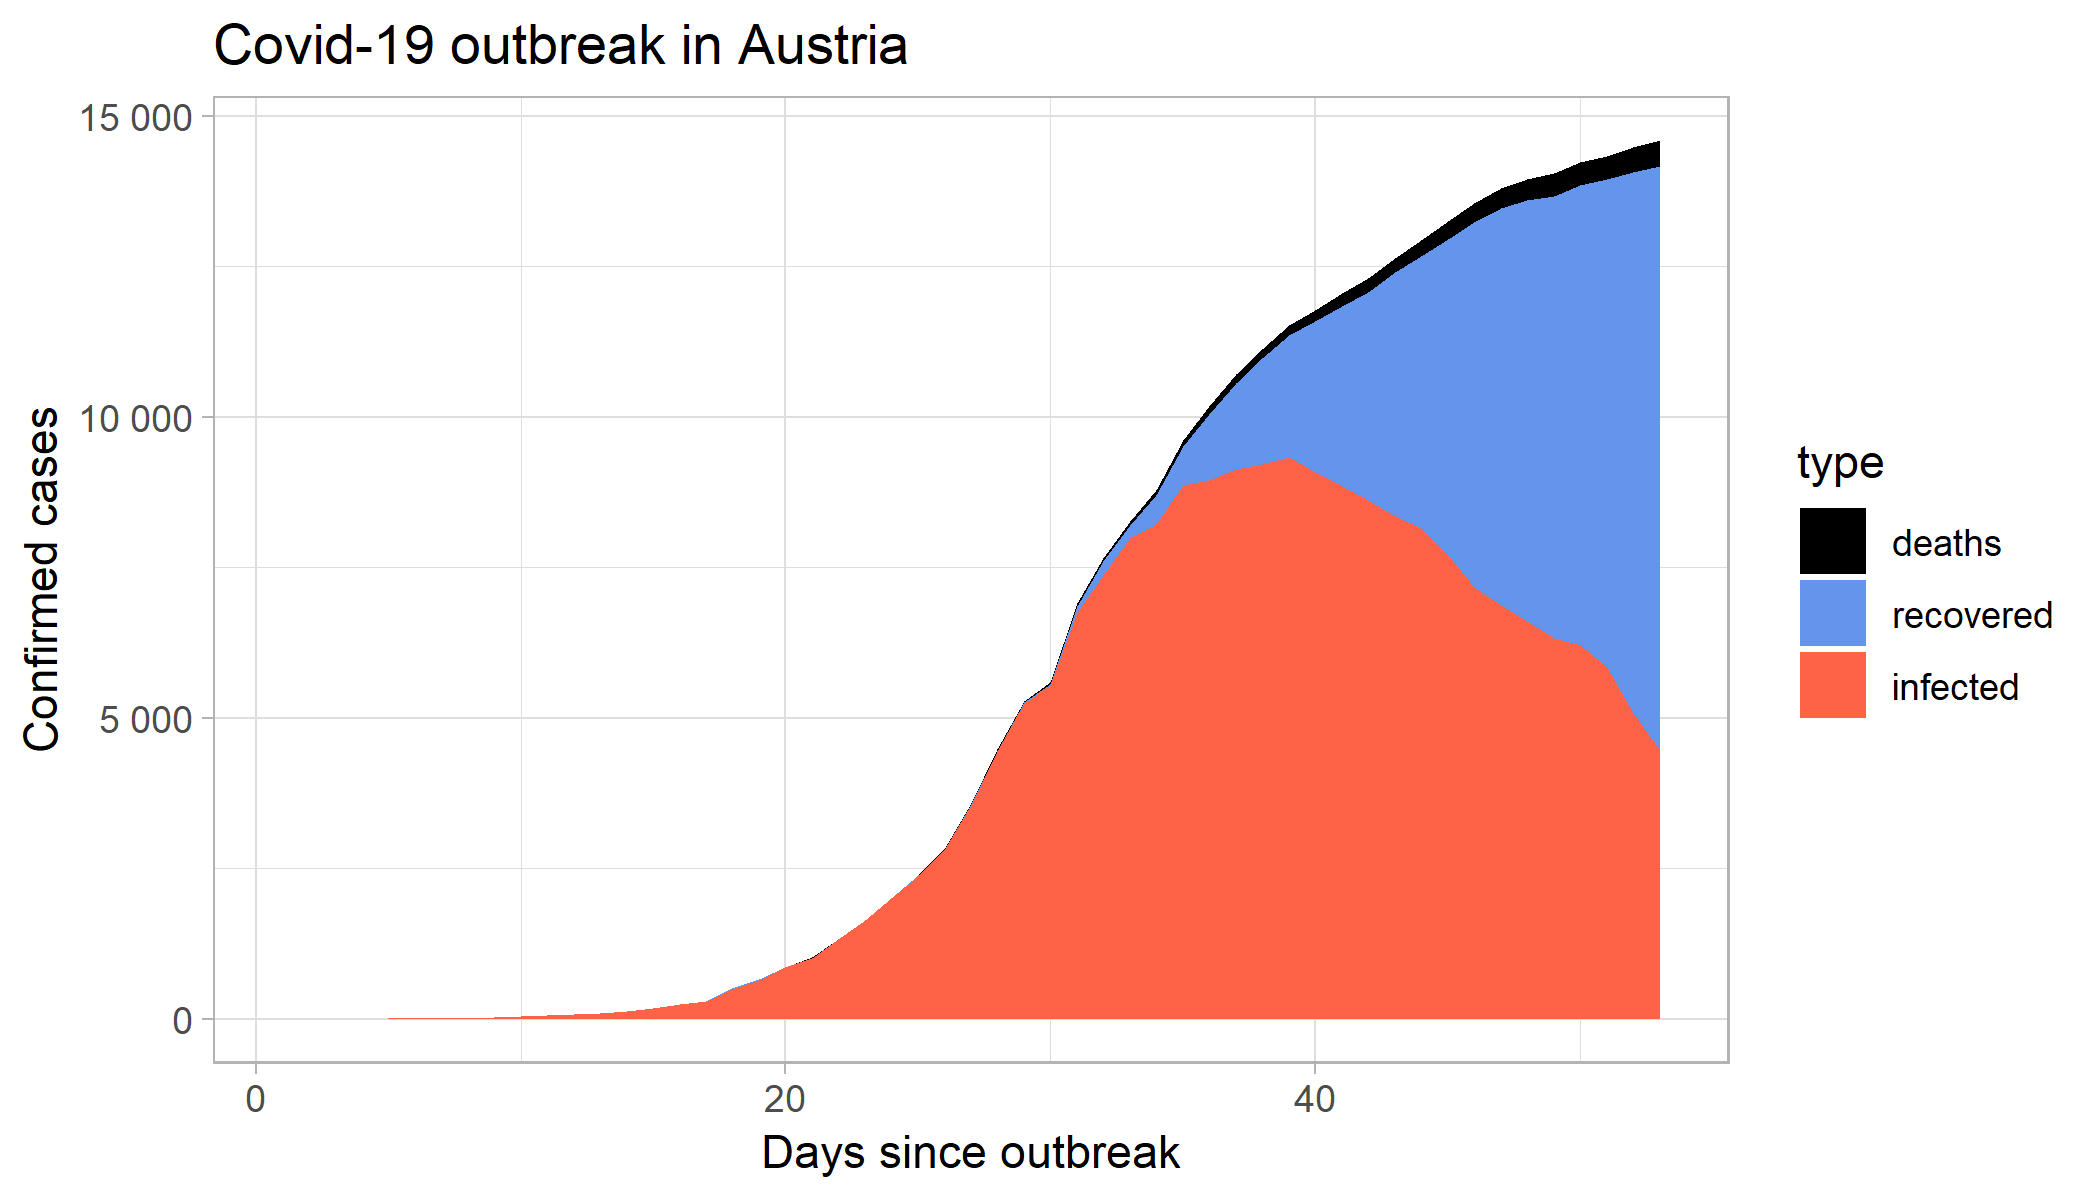 Covid-19 outbreak in Austria
15 000
10 000
5 000
0
Confirmed cases
0
20
40
Days since outbreak
type
deaths
recovered
infected